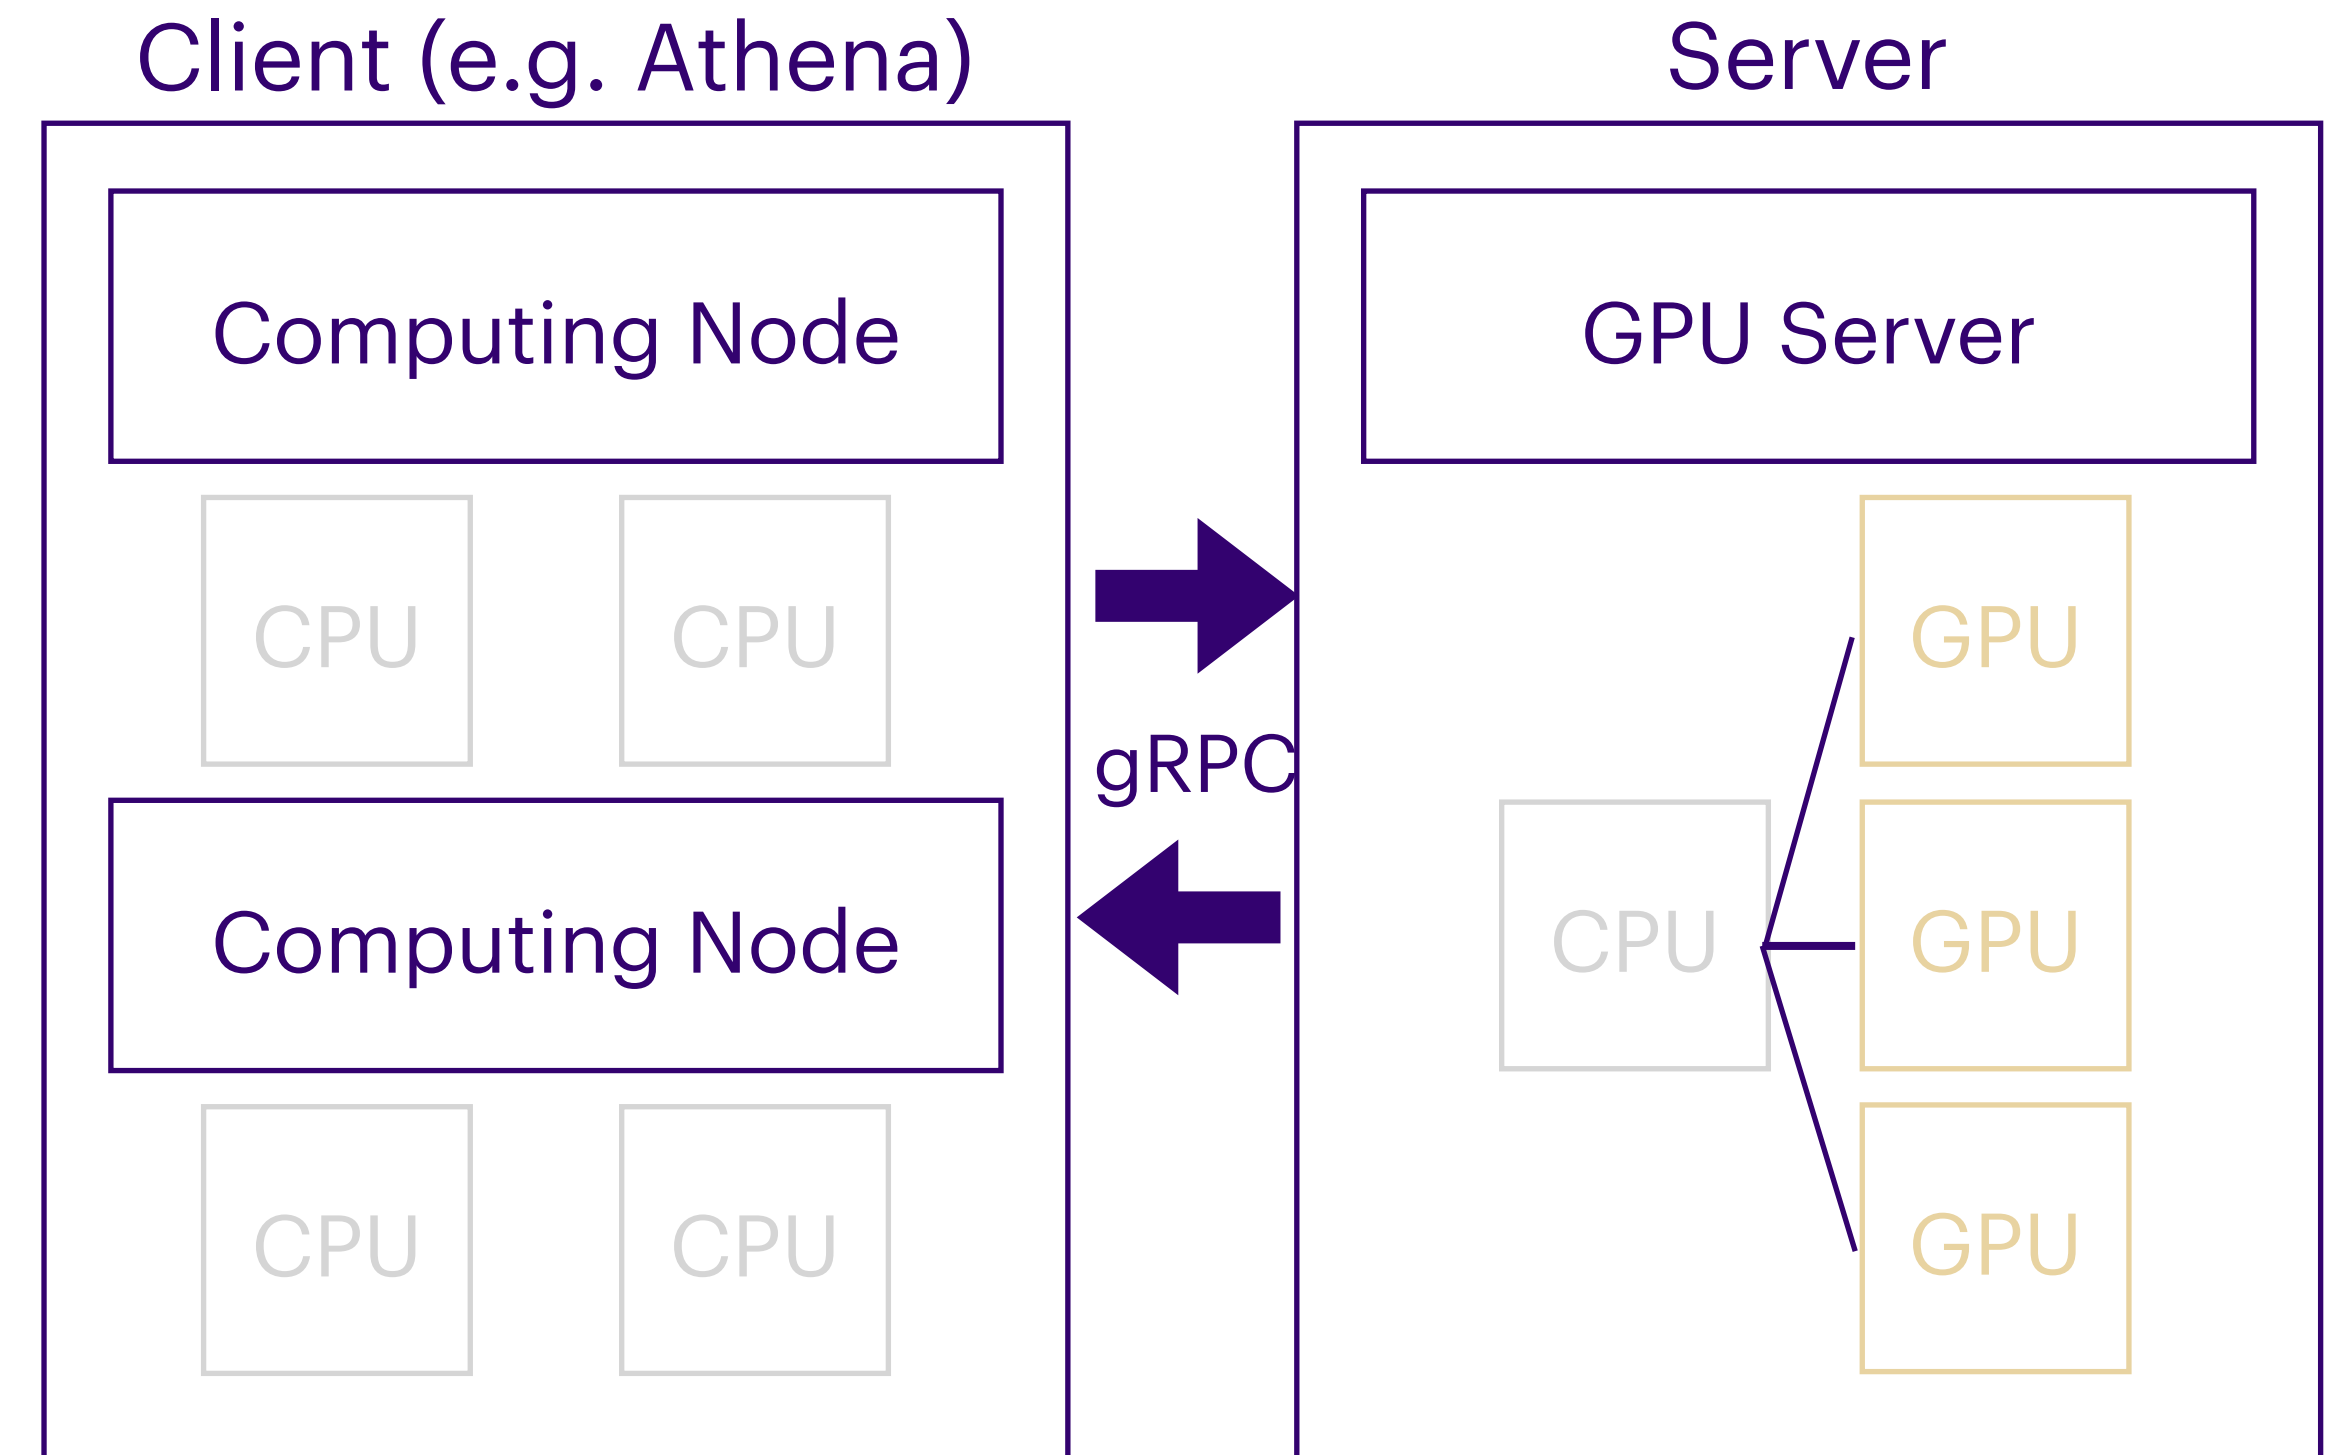 Client (e.g. Athena)
Computing Node
CPU
CPU
Computing Node
CPU
CPU
gRPC
Server
GPU Server
GPU
CPU
GPU
GPU